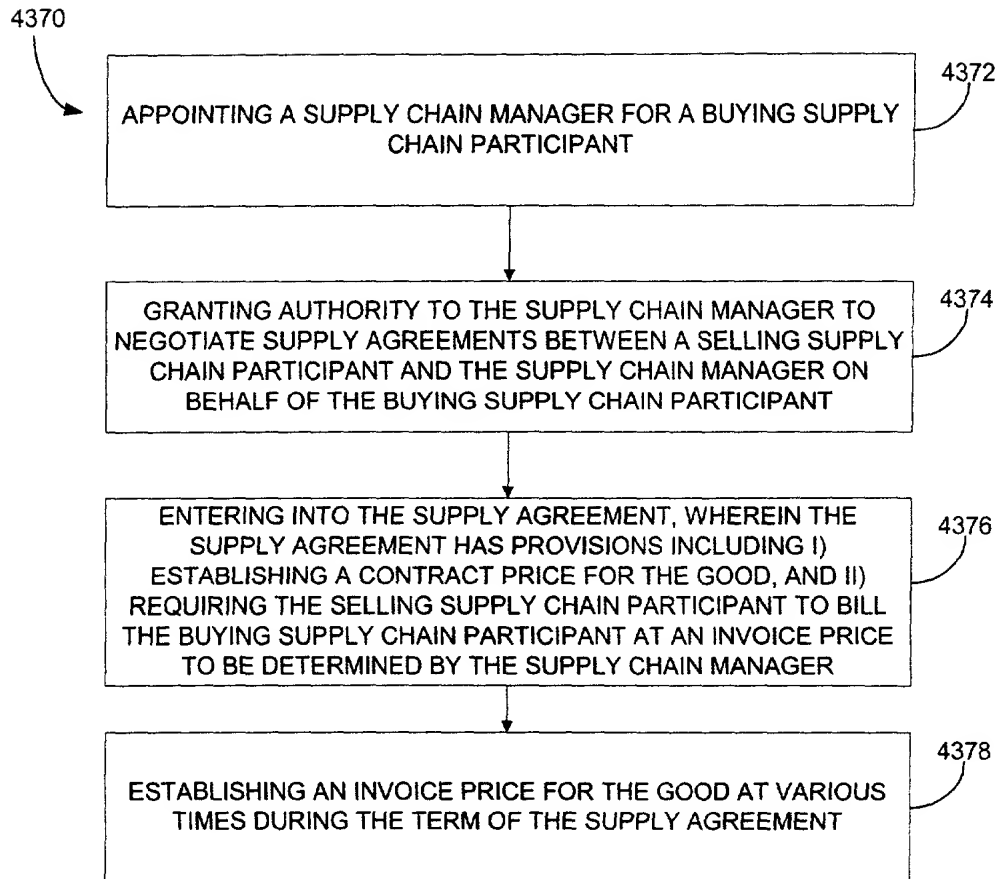 4370
4372
APPOINTING A SUPPLY CHAIN MANAGER FOR A BUYING SUPPLY
CHAIN PARTICIPANT
4374
GRANTING AUTHORITY TO THE SUPPLY CHAIN MANAGER TO
NEGOTIATE SUPPLY AGREEMENTS BETWEEN A SELLING SUPPLY
CHAIN PARTICIPANT AND THE SUPPLY CHAIN MANAGER ON
BEHALF OF THE BUYING SUPPLY CHAIN PARTICIPANT
4376
ENTERING INTO THE SUPPLY AGREEMENT, WHEREIN THE
SUPPLY AGREEMENT HAS PROVISIONS INCLUDING I)
ESTABLISHING A CONTRACT PRICE FOR THE GOOD, AND II)
REQUIRING THE SELLING SUPPLY CHAIN PARTICIPANT TO BILL
THE BUYING SUPPLY CHAIN PARTICIPANT AT AN INVOICE PRICE
TO BE DETERMINED BY THE SUPPLY CHAIN MANAGER
4378
ESTABLISHING AN INVOICE PRICE FOR THE GOOD AT VARIOUS
TIMES DURING THE TERM OF THE SUPPLY AGREEMENT